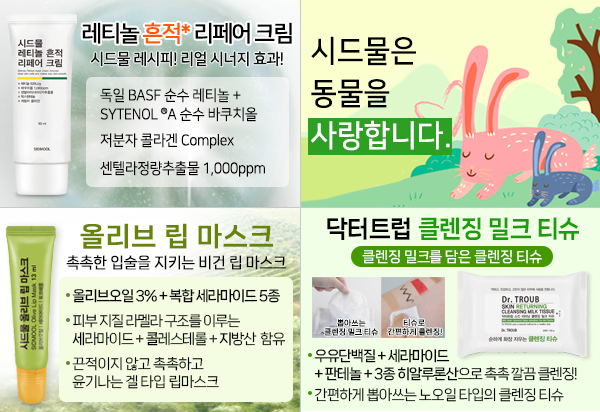 시드물
레티놀 흔적
리페어 크림
SIDMOOL
레티놀 흔적* 리페어 크림
시드물 레시피! 리얼 시너지 효과!
독일 BASF 순수 레티놀 +
SYTENOL ®A 순수 바쿠치올
저분자 콜라겐 Complex
센텔라정량추출물 1,000ppm
시드물은
동물을
사랑합니다.
시드물 올리브 립 마스크
SIDMOOL Olive Lip Mask 13 ml
올리브 립 마스크
촉촉한 입술을 지키는 비건 립 마스크
• 올리브오일 3% + 복합 세라마이드 5종
• 피부 지질 라멜라 구조를 이루는
세라마이드 + 콜레스테롤 + 지방산 함유
• 끈적이지 않고 촉촉하고
윤기나는 겔 타입 립마스크
닥터트럽 클렌징 밀크 티슈
클렌징 밀크를 담은 클렌징 티슈
뽑아쓰는
클렌징 밀크 티슈
티슈로
간편하게 클렌징!
Dr. TROUB
SKIN RETURNING
CLEANSING MILK TISSUE
Dr. TROUB
순하게 화장 지우는 클렌징 티슈
• 우유단백질 + 세라마이드
+ 판테놀 + 3종 히알루론산으로 촉촉 깔끔 클렌징!
• 간편하게 뽑아쓰는 노오일 타입의 클렌징 티슈